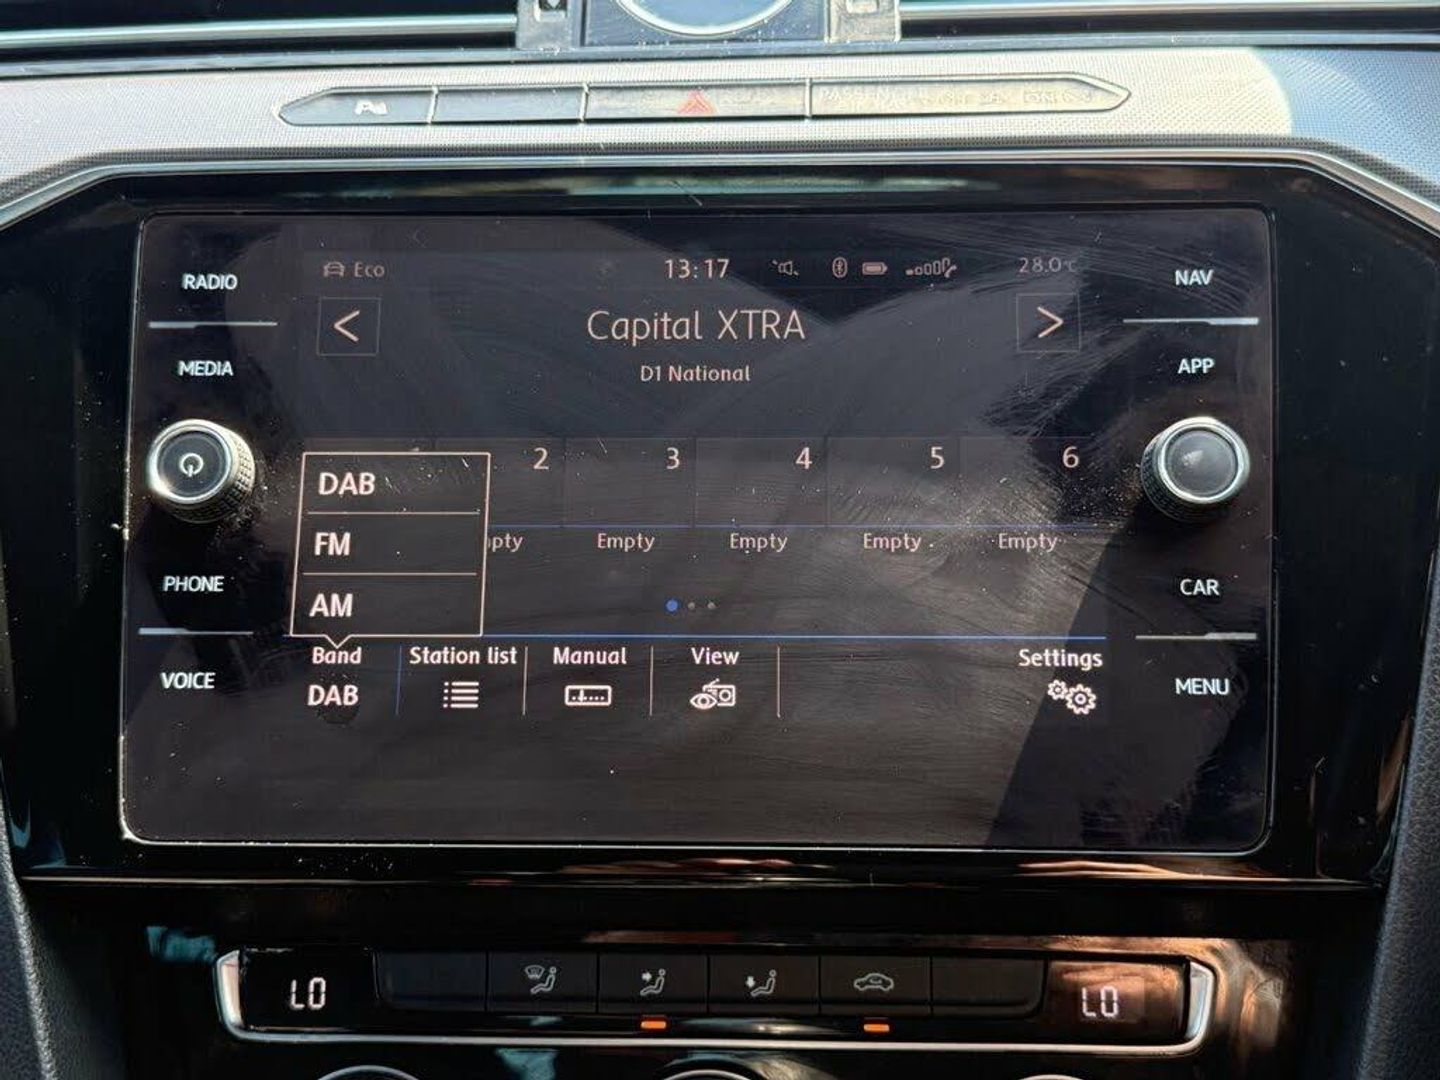 RADIO
MEDIA
PHONE
VOICE
NAV
APP
CAR
MENU
Eco 13:17 28.0°C
< Capital XTRA >
D1 National
2 3 4 5 6
Empty Empty Empty Empty
DAB
FM
AM
Band Station list Manual View Settings
DAB
LO LO